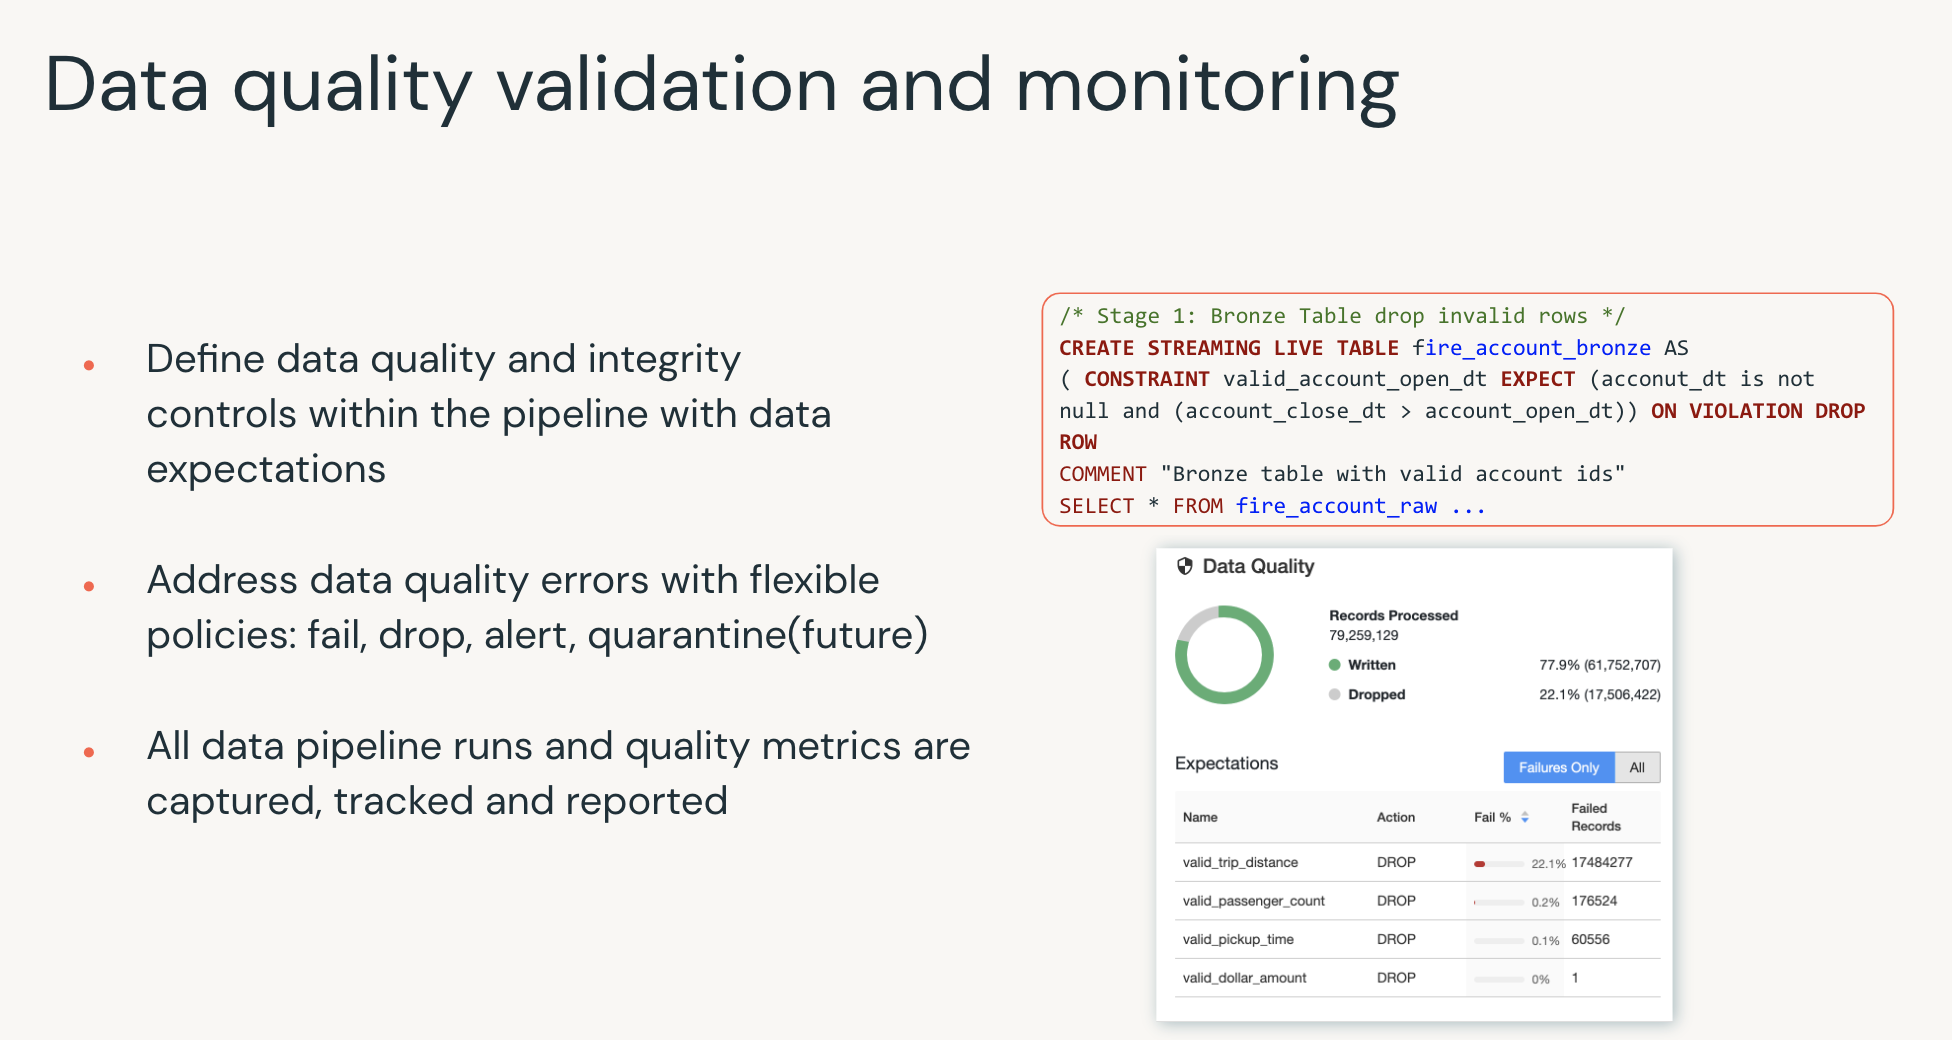 Data quality validation and monitoring
• Define data quality and integrity
controls within the pipeline with data
expectations
• Address data quality errors with flexible
policies: fail, drop, alert, quarantine(future)
• All data pipeline runs and quality metrics are
captured, tracked and reported
/* Stage 1: Bronze Table drop invalid rows */
CREATE STREAMING LIVE TABLE fire_account_bronze AS
( CONSTRAINT valid_account_open_dt EXPECT (acconut_dt is not
null and (account_close_dt > account_open_dt)) ON VIOLATION DROP
ROW
COMMENT "Bronze table with valid account ids"
SELECT * FROM fire_account_raw ...
Data Quality
Records Processed
79,259,129
Written 77.9% (61,752,707)
Dropped 22.1% (17,506,422)
Expectations Failures Only All
Name Action Fail % Failed
Records
valid_trip_distance DROP 22.1% 17484277
valid_passenger_count DROP 0.2% 176524
valid_pickup_time DROP 0.1% 60556
valid_dollar_amount DROP 0% 1